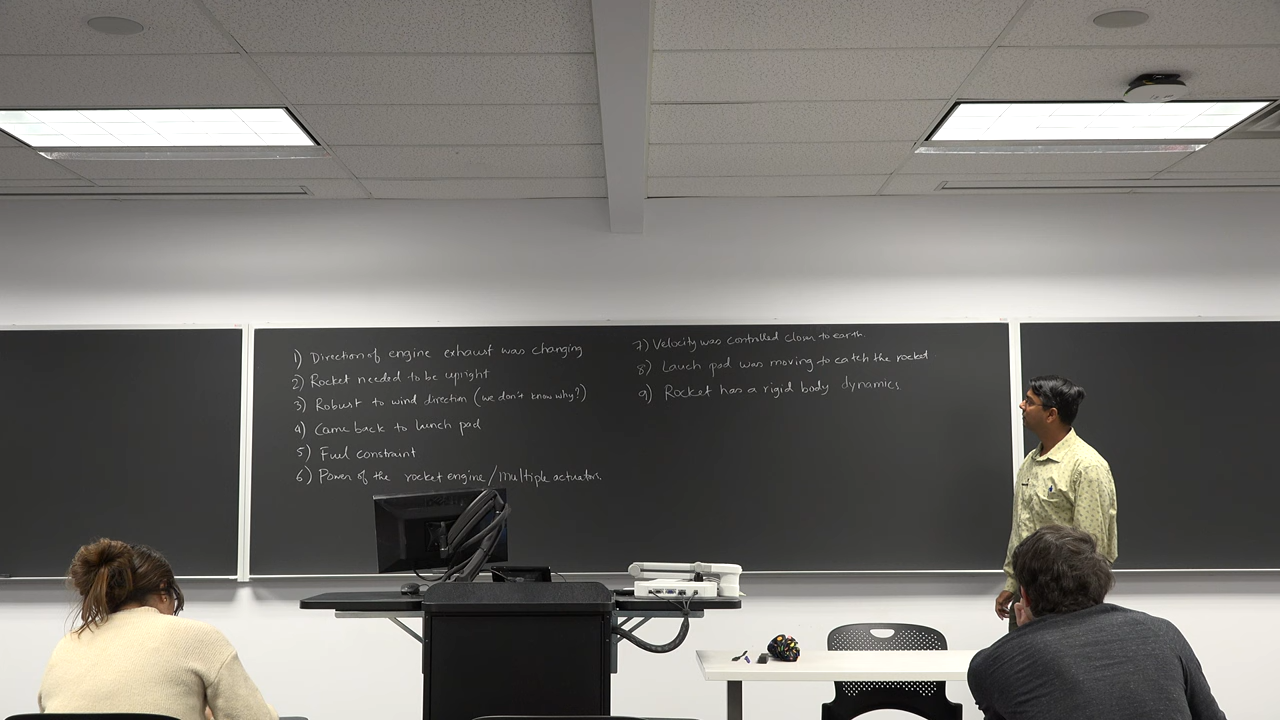 1) Direction of engine exhaust was changing
2) Rocket needed to be upright
3) Robust to wind direction (we don't know why?)
4) Came back to launch pad
5) Fuel constraint
6) Power of the rocket engine/multiple actuators.
7) Velocity was controlled closer to earth.
8) Lauch pad was moving to catch the rocket
9) Rocket has a rigid body dynamics